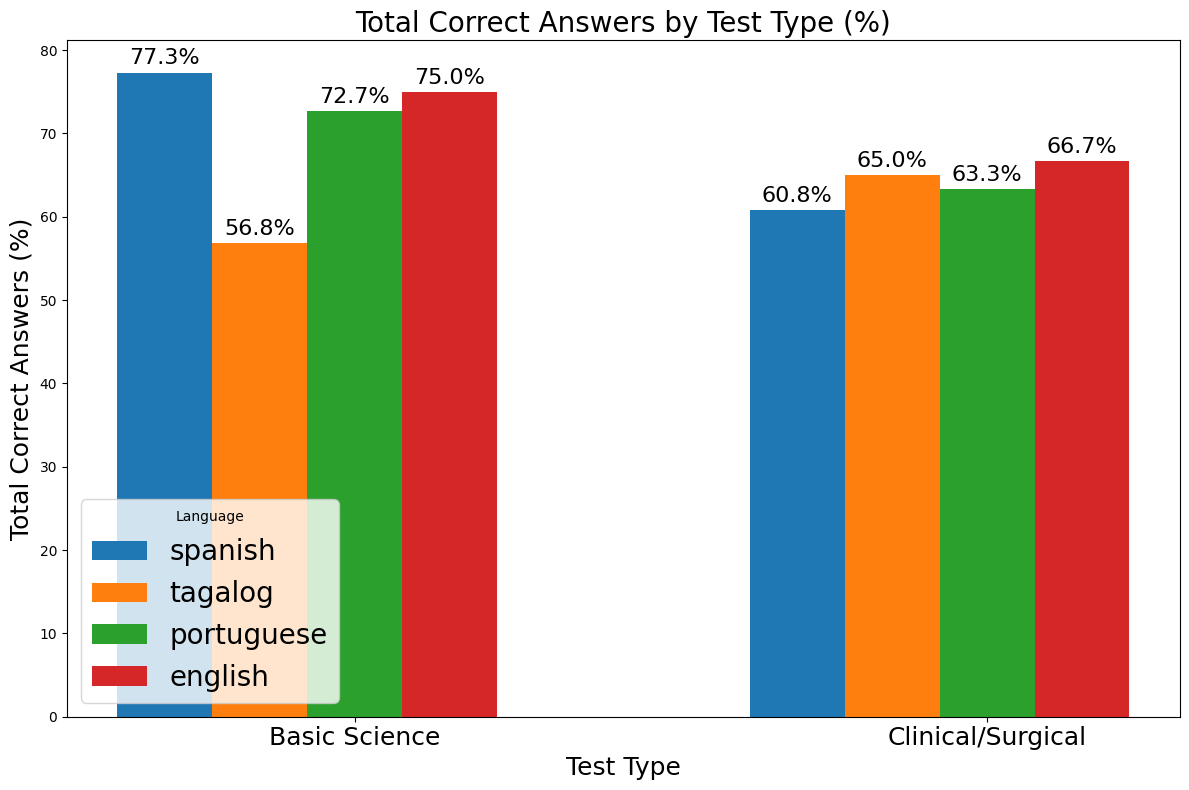 Total Correct Answers by Test Type (%)
Total Correct Answers (%)
80
70
60
50
40
30
20
10
0
77.3%
56.8%
72.7%
75.0%
60.8%
65.0%
63.3%
66.7%
Language
spanish
tagalog
portuguese
english
Basic Science
Clinical/Surgical
Test Type